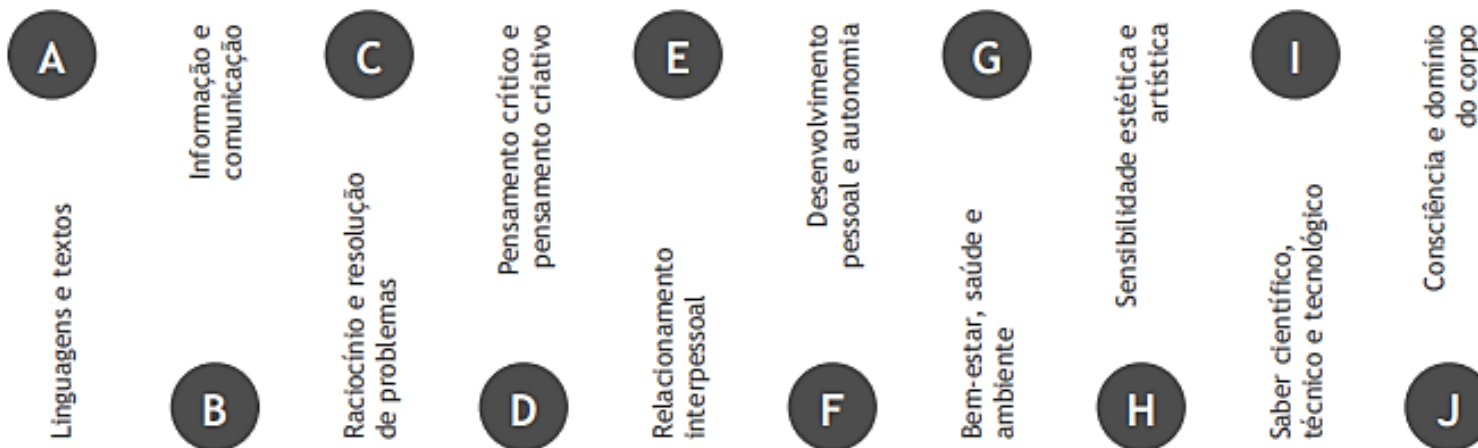 A
Linguagens e textos
B
Informação e
comunicação
C
Raciocínio e resolução
de problemas
D
Pensamento crítico e
pensamento criativo
E
Relacionamento
interpessoal
F
Desenvolvimento
pessoal e autonomia
G
Bem-estar, saúde e
ambiente
H
Sensibilidade estética e
artística
I
Saber científico,
técnico e tecnológico
J
Consciência e domínio
do corpo